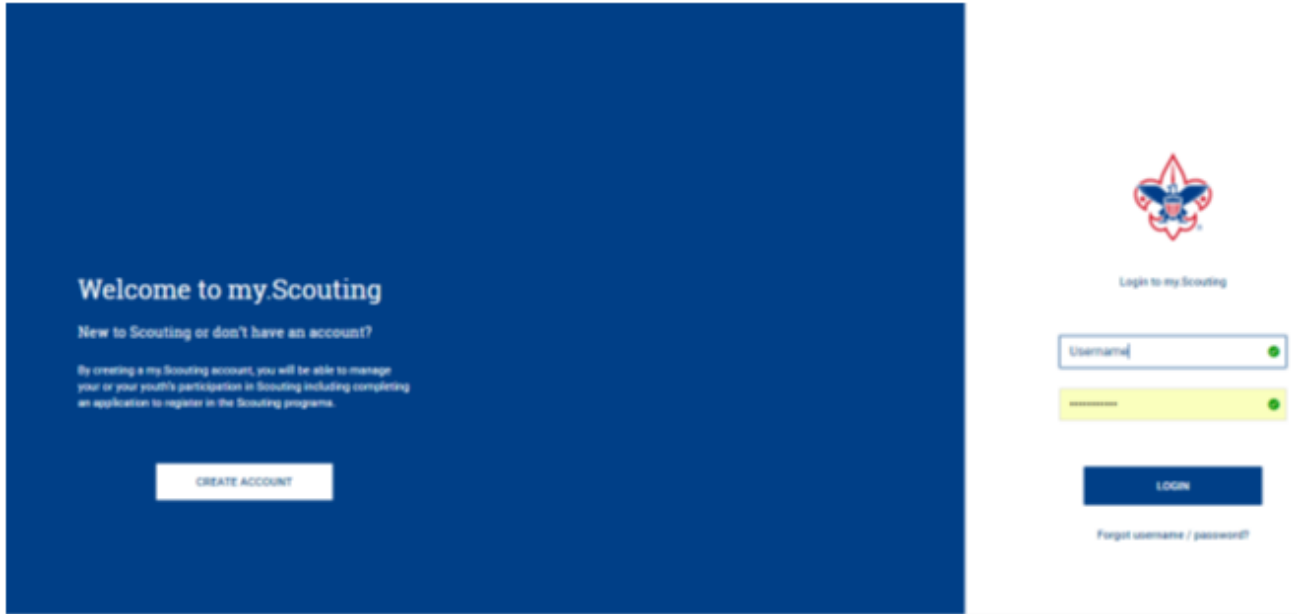 Welcome to my.Scouting
New to Scouting or don't have an account?
By creating a my.Scouting account, you will be able to manage
your or your youth's participation in Scouting including completing
an application to register in the Scouting programs.
CREATE ACCOUNT
Login to my.Scouting
Username
LOGIN
Forgot username / password?